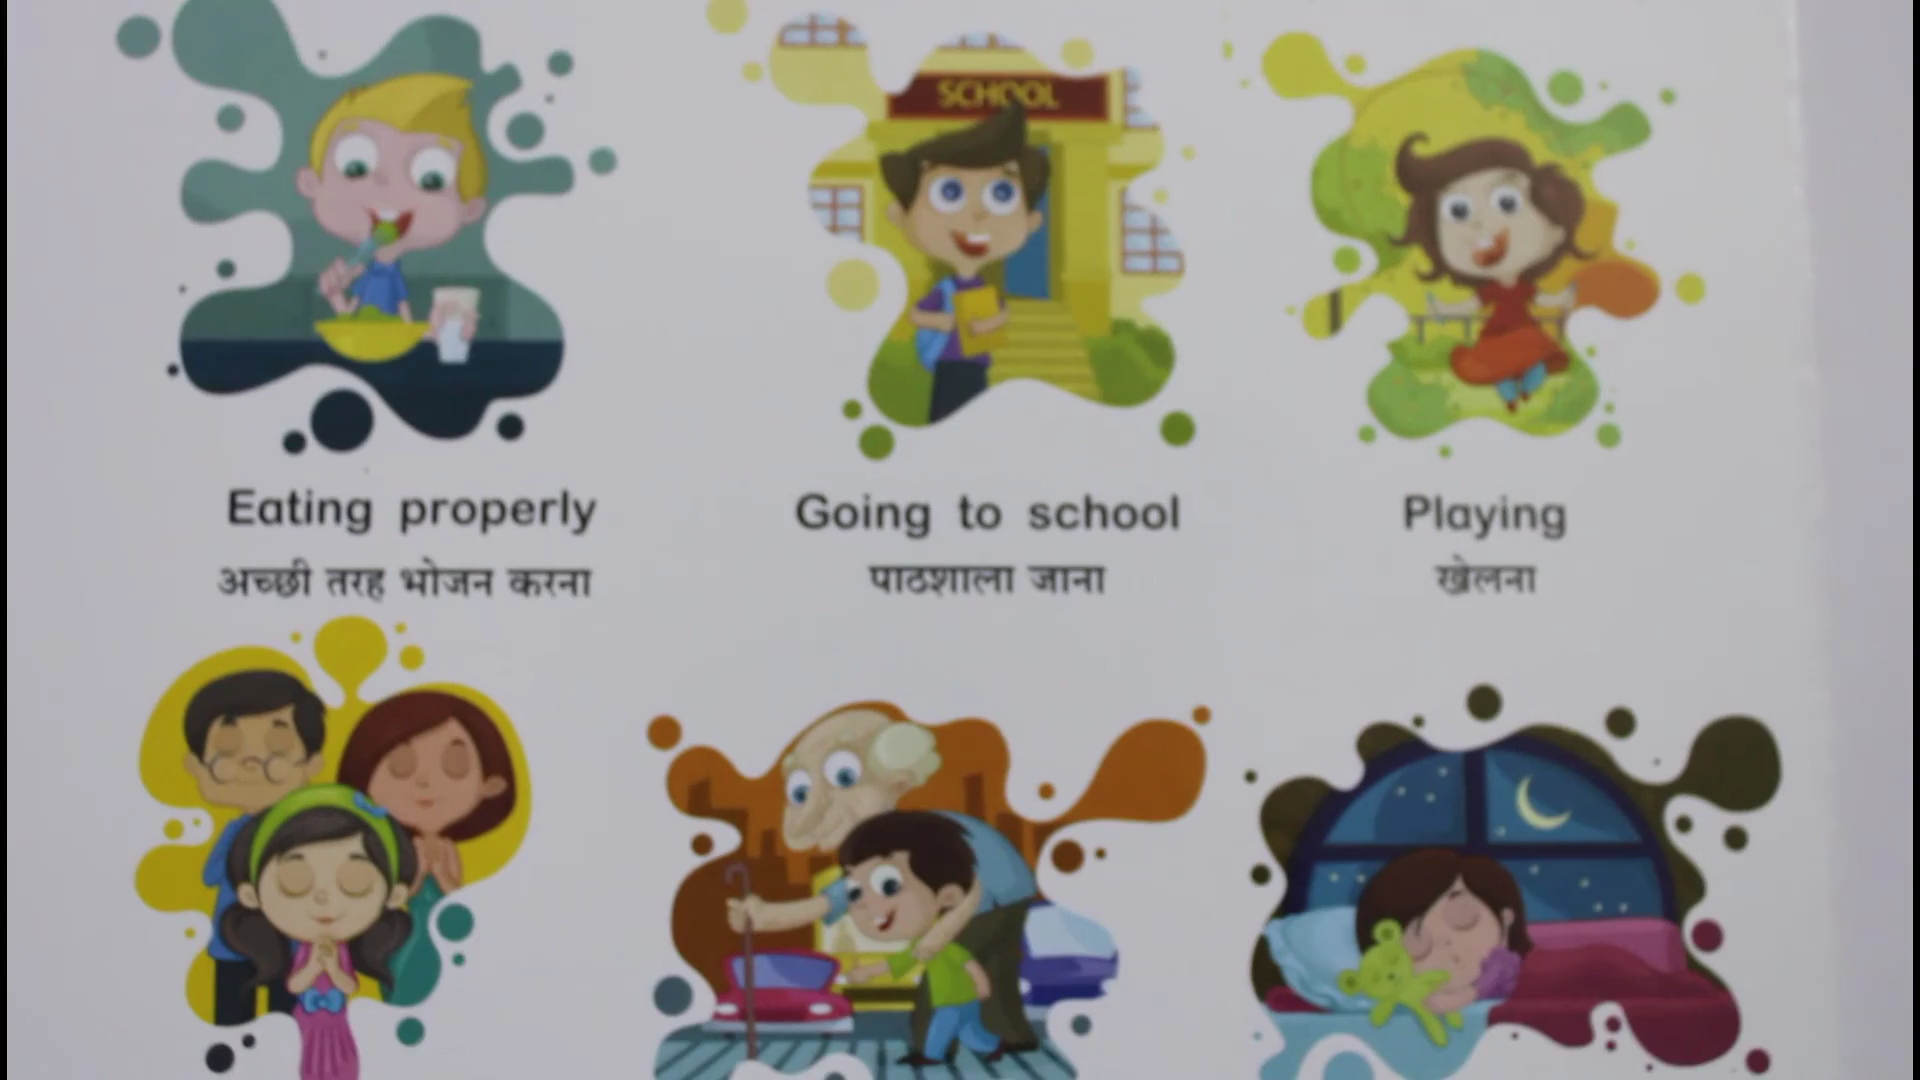 SCHOOL
Eating properly
अच्छी तरह भोजन करना
Going to school
पाठशाला जाना
Playing
खेलना